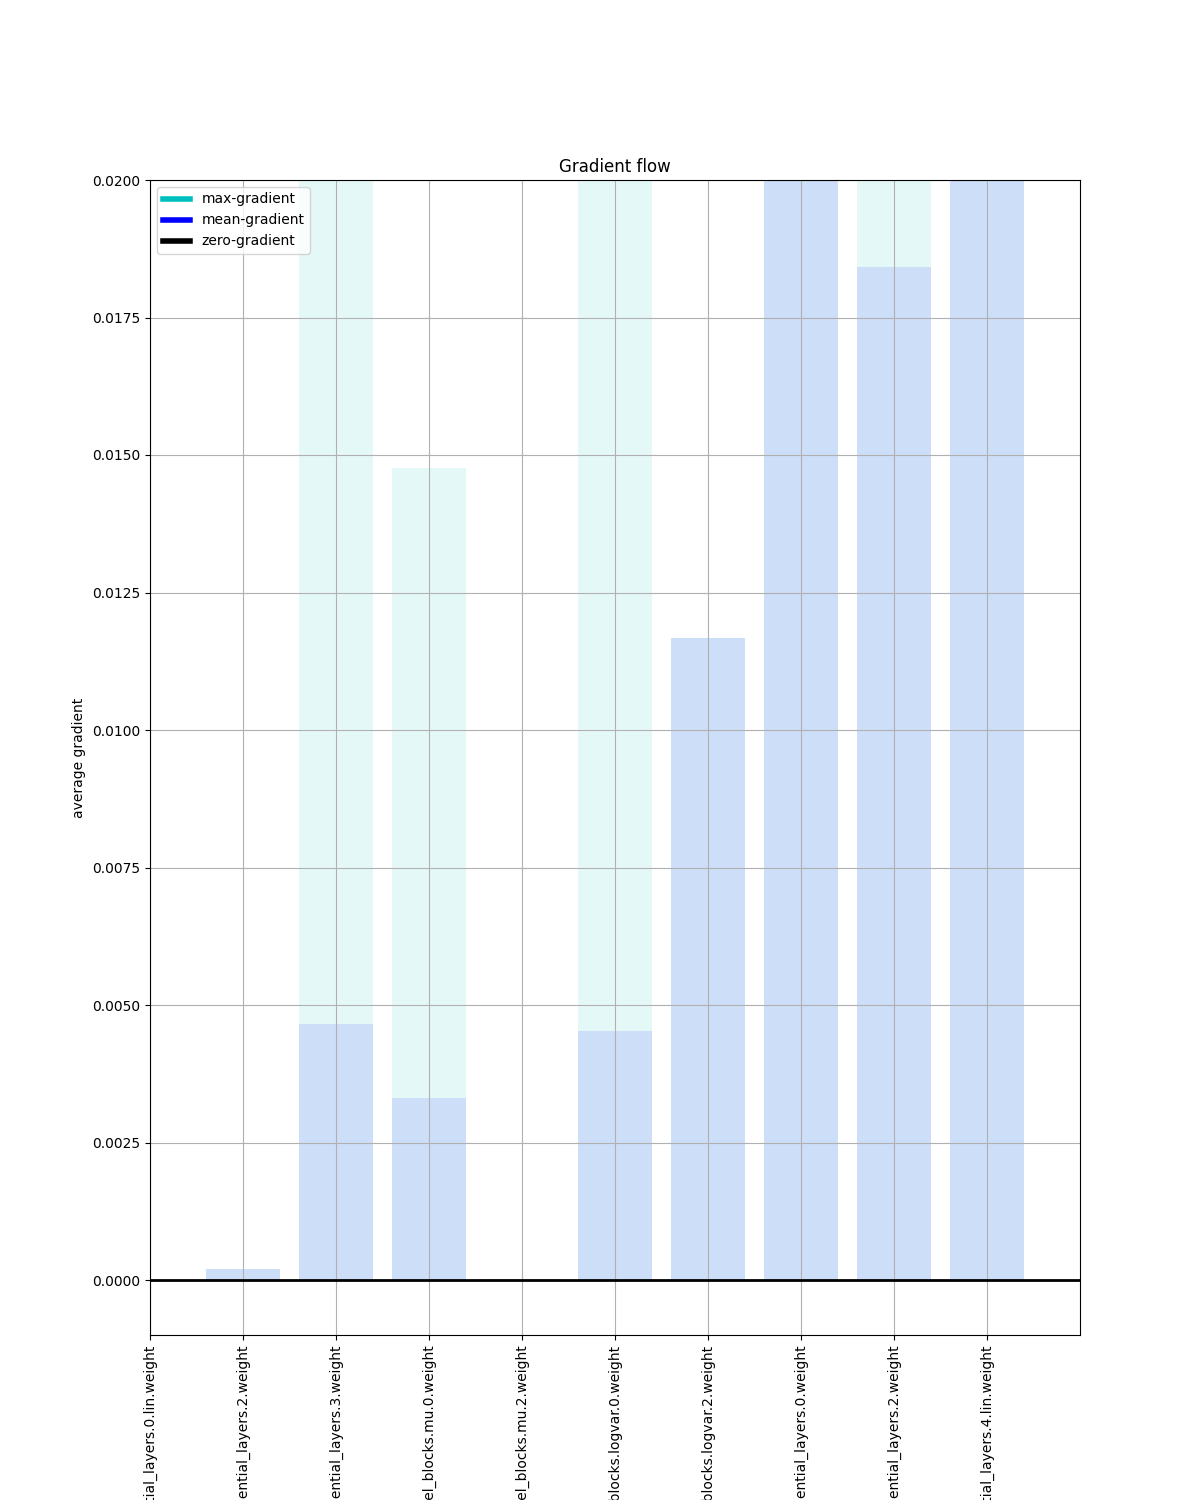 Gradient flow
max-gradient
mean-gradient
zero-gradient
0.0200
0.0175
0.0150
0.0125
0.0100
0.0075
0.0050
0.0025
0.0000
average gradient
tial_layers.0.lin.weight
ential_layers.2.weight
ential_layers.3.weight
el_blocks.mu.0.weight
el_blocks.mu.2.weight
blocks.logvar.0.weight
blocks.logvar.2.weight
ential_layers.0.weight
ential_layers.2.weight
tial_layers.4.lin.weight